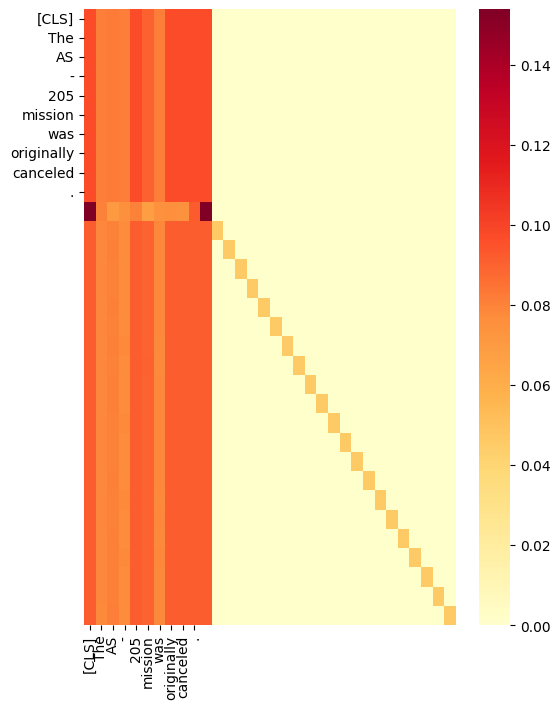 [CLS]
The
AS
-
205
mission
was
originally
canceled
.
0.14
0.12
0.10
0.08
0.06
0.04
0.02
0.00
[CLS]
The
AS
-
205
mission
was
originally
canceled
.